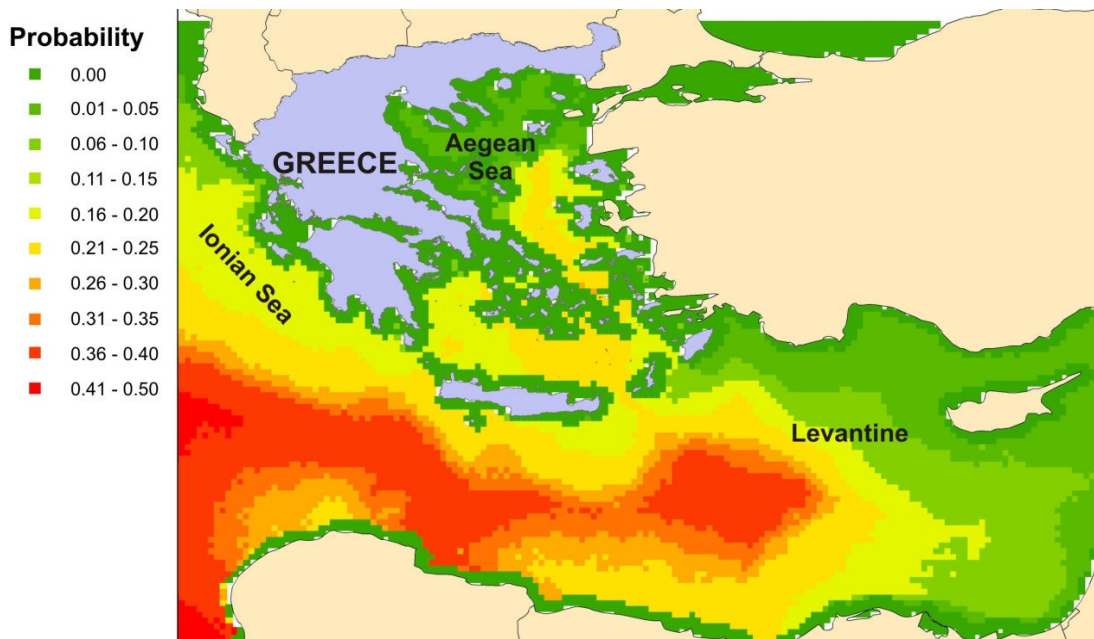 Probability
0.00
0.01 - 0.05
0.06 - 0.10
0.11 - 0.15
0.16 - 0.20
0.21 - 0.25
0.26 - 0.30
0.31 - 0.35
0.36 - 0.40
0.41 - 0.50
Aegean
Sea
GREECE
Ionian Sea
Levantine